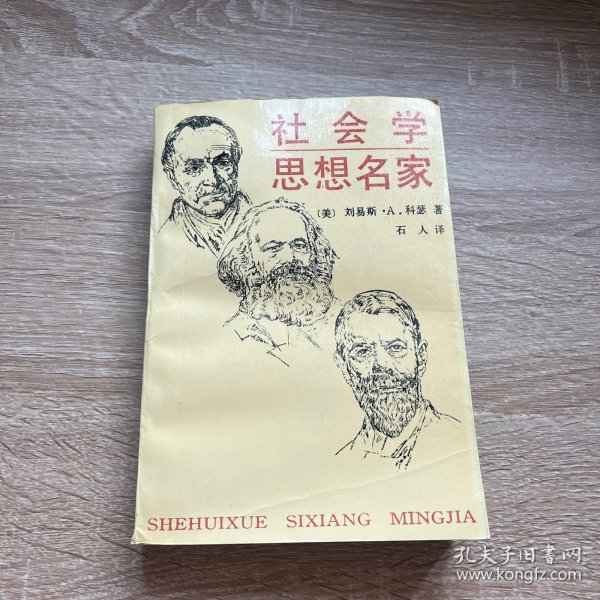 社会学
思想名家
〔美〕刘易斯·A.科瑟 著
石人 译
SHEHUIXUE SIXIANG MINGJIA
孔夫子旧书网
www.kongfz.com